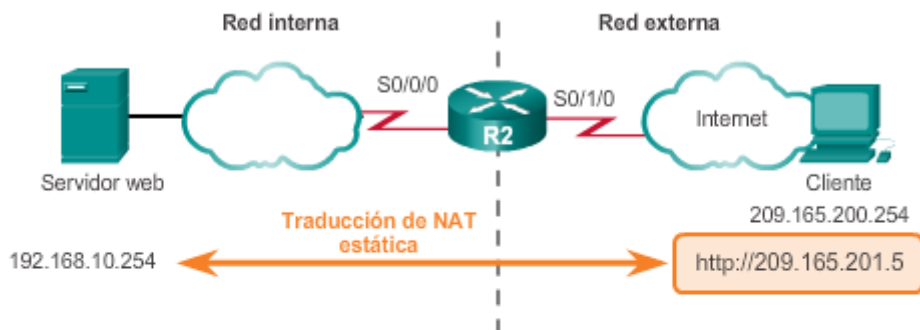 Red interna
Red externa
S0/0/0
S0/1/0
R2
Internet
Servidor web
Cliente
209.165.200.254
Traducción de NAT
estática
192.168.10.254
http://209.165.201.5